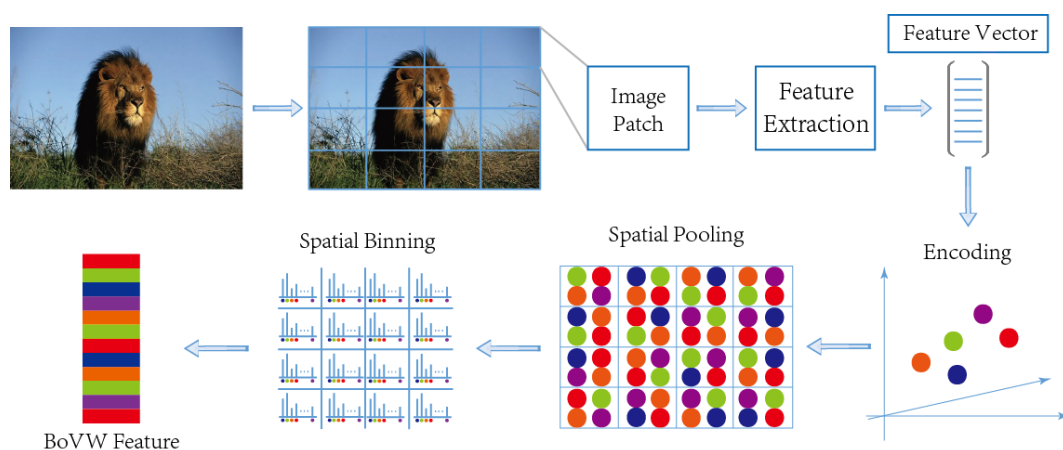 Feature Vector
Image
Patch
Feature
Extraction
Encoding
Spatial Pooling
Spatial Binning
BoVW Feature